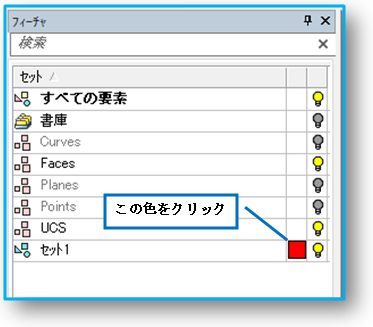 フィーチャ
検索
セット
すべての要素
書庫
Curves
Faces
Planes
Points
この色をクリック
UCS
セット1